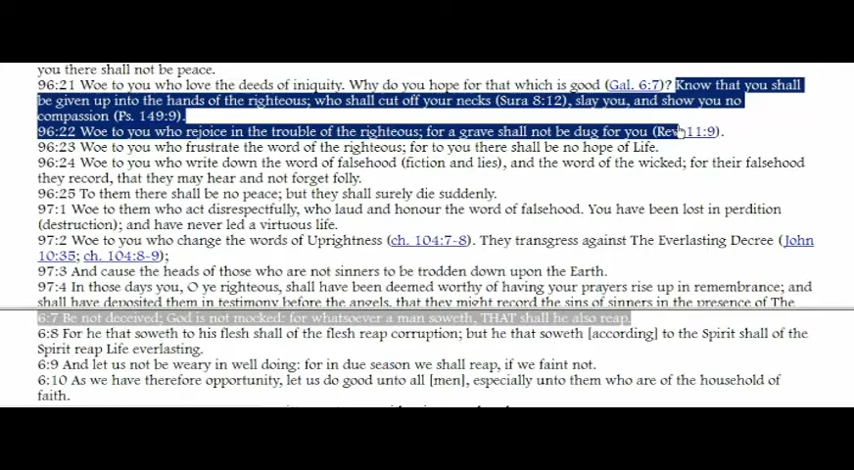 you there shall not be peace.
96:21 Woe to you who love the deeds of iniquity. Why do you hope for that which is good (Gal. 6:7)? Know that you shall
be given up into the hands of the righteous; who shall cut off your necks (Sura 8:12), slay you, and show you no
compassion (Ps. 149:9).
96:22 Woe to you who rejoice in the trouble of the righteous; for a grave shall not be dug for you (Rev 11:9).
96:23 Woe to you who frustrate the word of the righteous; for to you there shall be no hope of Life.
96:24 Woe to you who write down the word of falsehood (fiction and lies), and the word of the wicked; for their falsehood
they record, that they may hear and not forget folly.
96:25 To them there shall be no peace; but they shall surely die suddenly.
97:1 Woe to them who act disrespectfully, who laud and honour the word of falsehood. You have been lost in perdition
(destruction); and have never led a virtuous life.
97:2 Woe to you who change the words of Uprightness (ch. 104:7-8). They transgress against The Everlasting Decree (John
10:35; ch. 104:8-9);
97:3 And cause the heads of those who are not sinners to be trodden down upon the Earth.
97:4 In those days you, O ye righteous, shall have been deemed worthy of having your prayers rise up in remembrance; and
shall have deposited them in testimony before the angels, that they might record the sins of sinners in the presence of The
6:7 Be not deceived; God is not mocked: for whatsoever a man soweth, THAT shall he also reap.
6:8 For he that soweth to his flesh shall of the flesh reap corruption; but he that soweth [according] to the Spirit shall of the
Spirit reap Life everlasting.
6:9 And let us not be weary in well doing: for in due season we shall reap, if we faint not.
6:10 As we have therefore opportunity, let us do good unto all [men], especially unto them who are of the household of
faith.